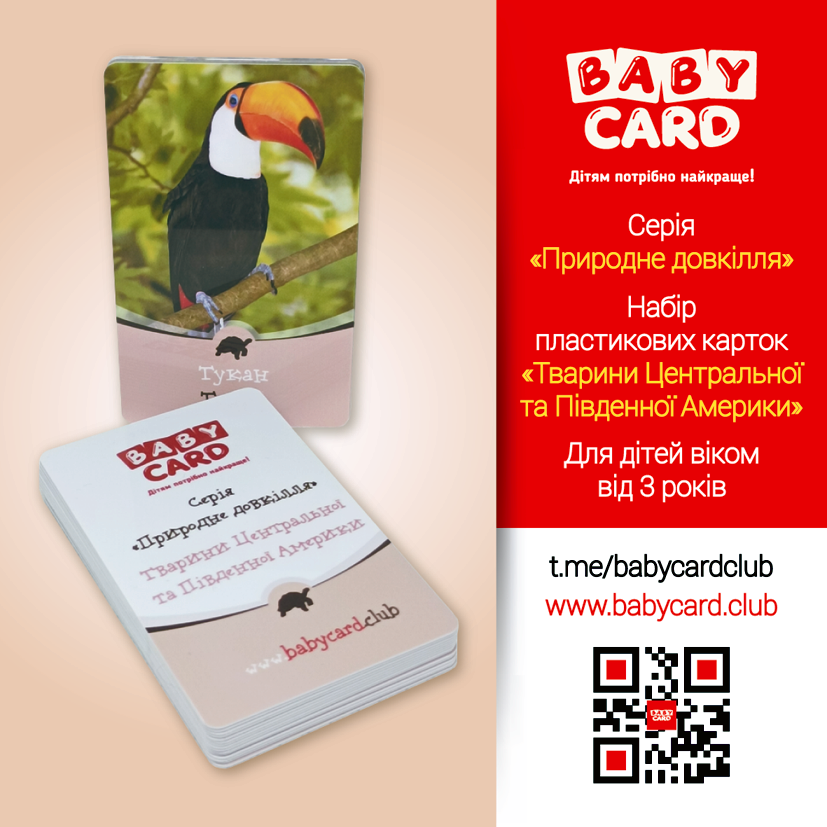 Тукан
BABY
CARD
Дітям потрібно найкраще!
Серія
«Природне довкілля»
Тварини Центральної
та Південної Америки
www.babycard.club
BABY
CARD
Дітям потрібно найкраще!
Серія
«Природне довкілля»
Набір
пластикових карток
«Тварини Центральної
та Південної Америки»
Для дітей віком
від 3 років
t.me/babycardclub
www.babycard.club
BABY
CARD